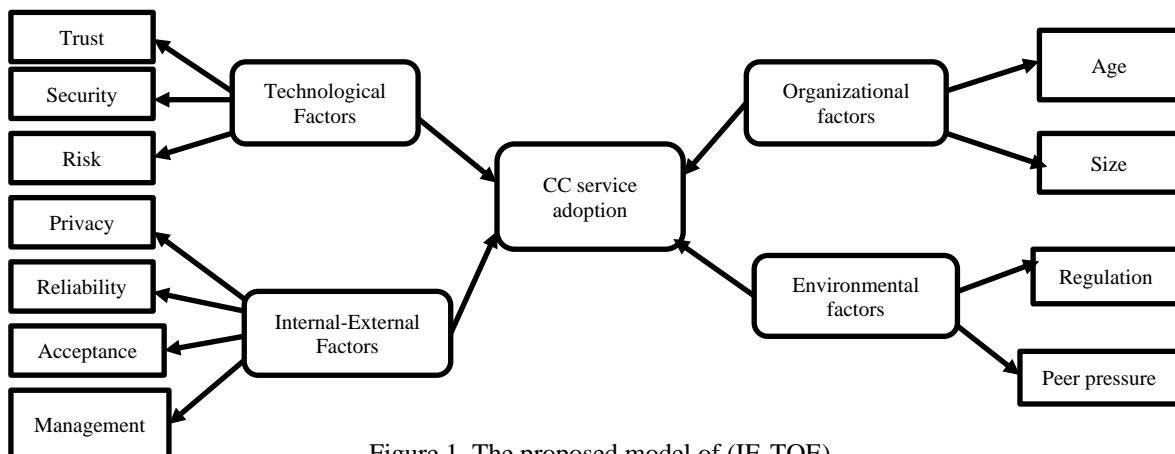 Trust
Security
Risk
Privacy
Reliability
Acceptance
Management
Technological
Factors
Internal-External
Factors
CC service
adoption
Organizational
factors
Environmental
factors
Age
Size
Regulation
Peer pressure
Figure 1. The proposed model of (IE-TOE)